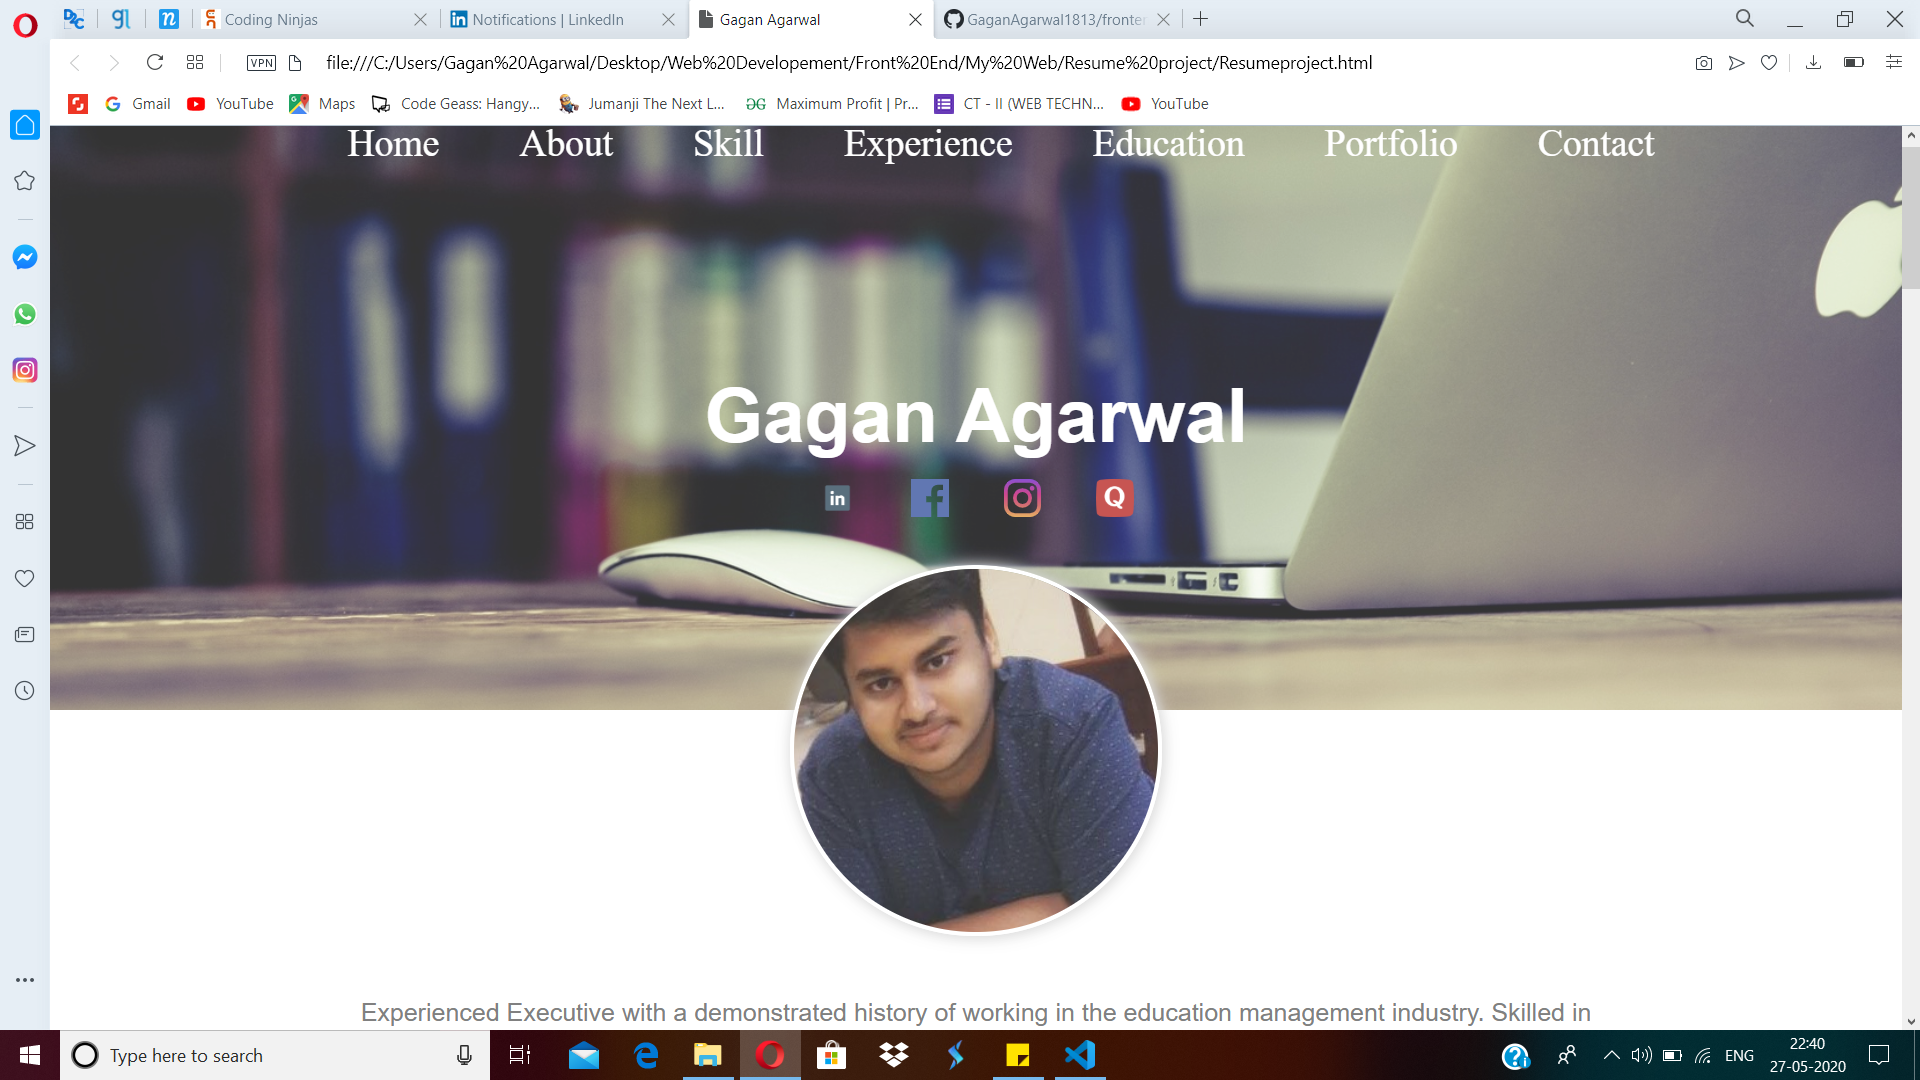 Coding Ninjas
Notifications | LinkedIn
Gagan Agarwal
GaganAgarwal1813/fronte
VPN
file:///C:/Users/Gagan%20Agarwal/Desktop/Web%20Developement/Front%20End/My%20Web/Resume%20project/Resumeproject.html
Gmail
YouTube
Maps
Code Geass: Hangy...
Jumanji The Next L...
Maximum Profit | Pr...
CT - II (WEB TECHN...
YouTube
Home About Skill Experience Education Portfolio Contact
Gagan Agarwal
Experienced Executive with a demonstrated history of working in the education management industry. Skilled in
Type here to search
ENG
22:40
27-05-2020